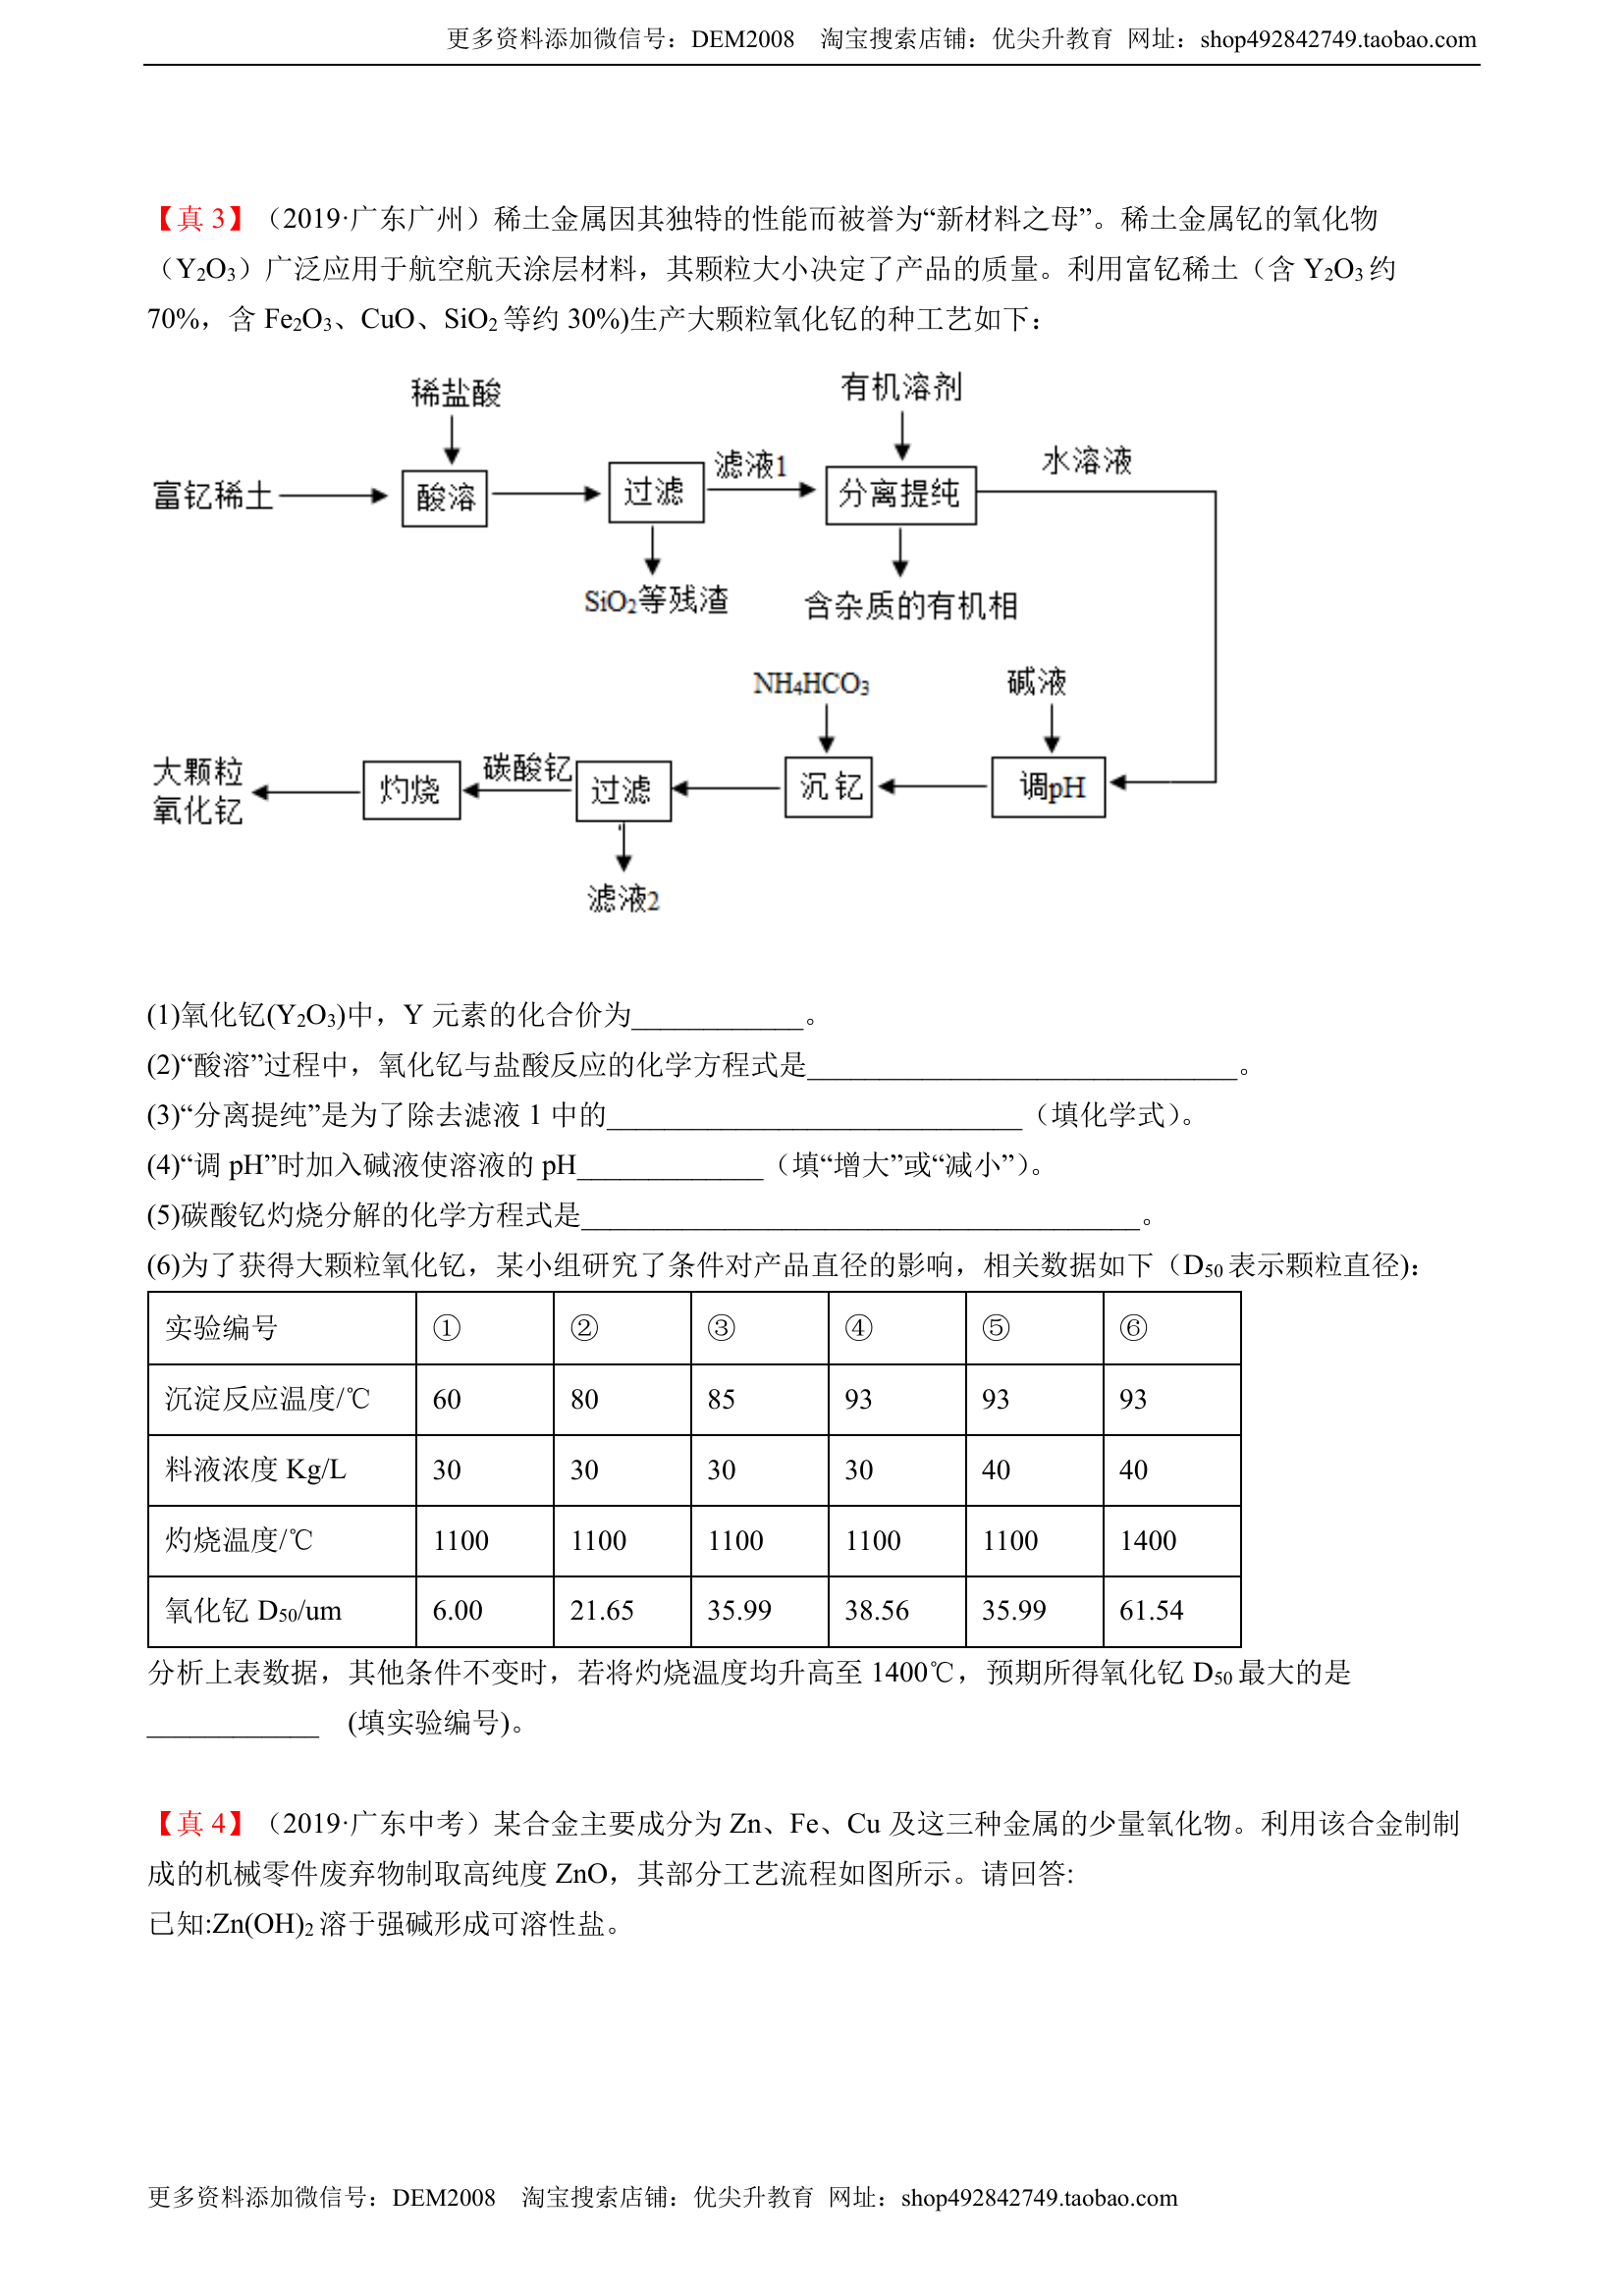 更多资料添加微信号：DEM2008 淘宝搜索店铺：优尖升教育 网址：shop492842749.taobao.com
【真 3】（2019·广东广州）稀土金属因其独特的性能而被誉为“新材料之母”。稀土金属钇的氧化物
（Y₂O₃）广泛应用于航空航天涂层材料，其颗粒大小决定了产品的质量。利用富钇稀土（含 Y₂O₃ 约
70%，含 Fe₂O₃、CuO、SiO₂ 等约 30%)生产大颗粒氧化钇的种工艺如下：
稀盐酸
有机溶剂
富钇稀土
酸溶
过滤
滤液1
分离提纯
水溶液
SiO₂等残渣
含杂质的有机相
NH₄HCO₃
碱液
大颗粒
氧化钇
灼烧
碳酸钇
过滤
沉钇
调pH
滤液2
(1)氧化钇(Y₂O₃)中，Y 元素的化合价为____________。
(2)“酸溶”过程中，氧化钇与盐酸反应的化学方程式是______________________________。
(3)“分离提纯”是为了除去滤液 1 中的_____________________________（填化学式）。
(4)“调 pH”时加入碱液使溶液的 pH_____________（填“增大”或“减小”）。
(5)碳酸钇灼烧分解的化学方程式是_______________________________________。
(6)为了获得大颗粒氧化钇，某小组研究了条件对产品直径的影响，相关数据如下（D₅₀ 表示颗粒直径)：
实验编号 ① ② ③ ④ ⑤ ⑥
沉淀反应温度/℃ 60 80 85 93 93 93
料液浓度 Kg/L 30 30 30 30 40 40
灼烧温度/℃ 1100 1100 1100 1100 1100 1400
氧化钇 D₅₀/um 6.00 21.65 35.99 38.56 35.99 61.54
分析上表数据，其他条件不变时，若将灼烧温度均升高至 1400℃，预期所得氧化钇 D₅₀ 最大的是
____________ (填实验编号)。
【真 4】（2019·广东中考）某合金主要成分为 Zn、Fe、Cu 及这三种金属的少量氧化物。利用该合金制制
成的机械零件废弃物制取高纯度 ZnO，其部分工艺流程如图所示。请回答:
已知:Zn(OH)₂ 溶于强碱形成可溶性盐。
更多资料添加微信号：DEM2008 淘宝搜索店铺：优尖升教育 网址：shop492842749.taobao.com